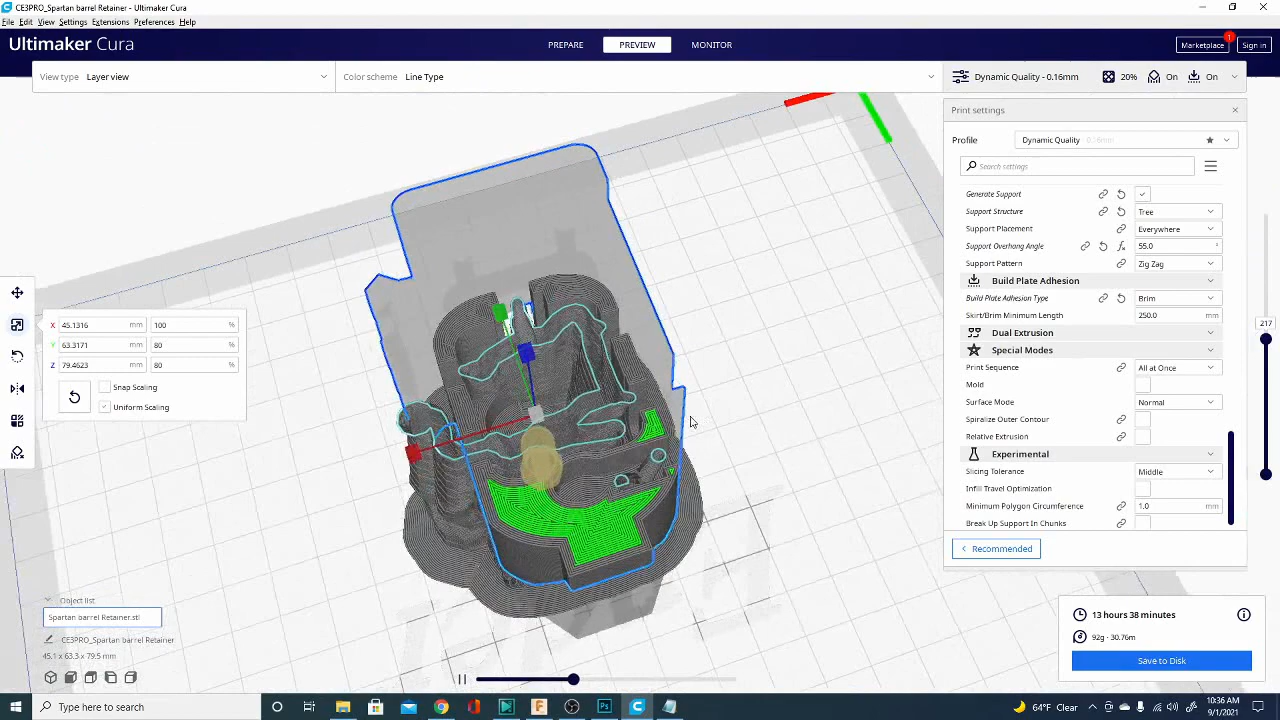 CE3PRO_Spartan barrel Retainer - Ultimaker Cura
File Edit View Settings Extensions Preferences Help
Ultimaker Cura
PREPARE PREVIEW MONITOR
Marketplace 1 Sign in
View type Layer view
Color scheme Line Type
Dynamic Quality - 0.16mm 20% On On
Print settings
Profile Dynamic Quality 0.16mm
Search settings
Generate Support
Support Structure Tree
Support Placement Everywhere
Support Overhang Angle 55.0 °
Support Pattern Zig Zag
Build Plate Adhesion
Build Plate Adhesion Type Brim
Skirt/Brim Minimum Length 250.0 mm
Dual Extrusion
Special Modes
Print Sequence All at Once
Mold
Surface Mode Normal
Spiralize Outer Contour
Relative Extrusion
Experimental
Slicing Tolerance Middle
Infill Travel Optimization
Minimum Polygon Circumference 1.0 mm
Break Up Support In Chunks
Recommended
X 45.1316 mm 100 %
Y 63.3171 mm 80 %
Z 79.4623 mm 80 %
Snap Scaling
Uniform Scaling
217
Object list
Spartan barrel Retainer.stl
CE3PRO_Spartan barrel Retainer
45.1 x 63.3 x 79.5 mm
13 hours 38 minutes
92g · 30.76m
Save to Disk
Type here to search
64°F Clear
10:36 AM
9/1/2021